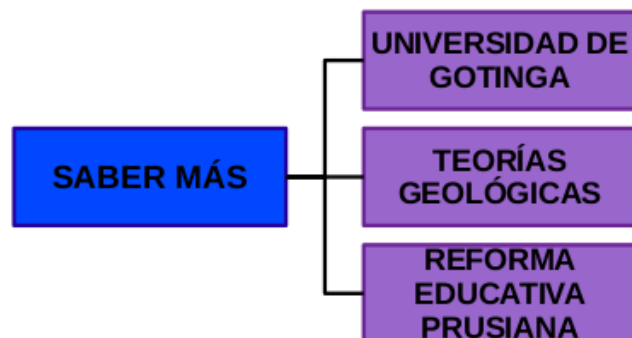 UNIVERSIDAD DE
GOTINGA
SABER MÁS
TEORÍAS
GEOLÓGICAS
REFORMA
EDUCATIVA
PRUSIANA